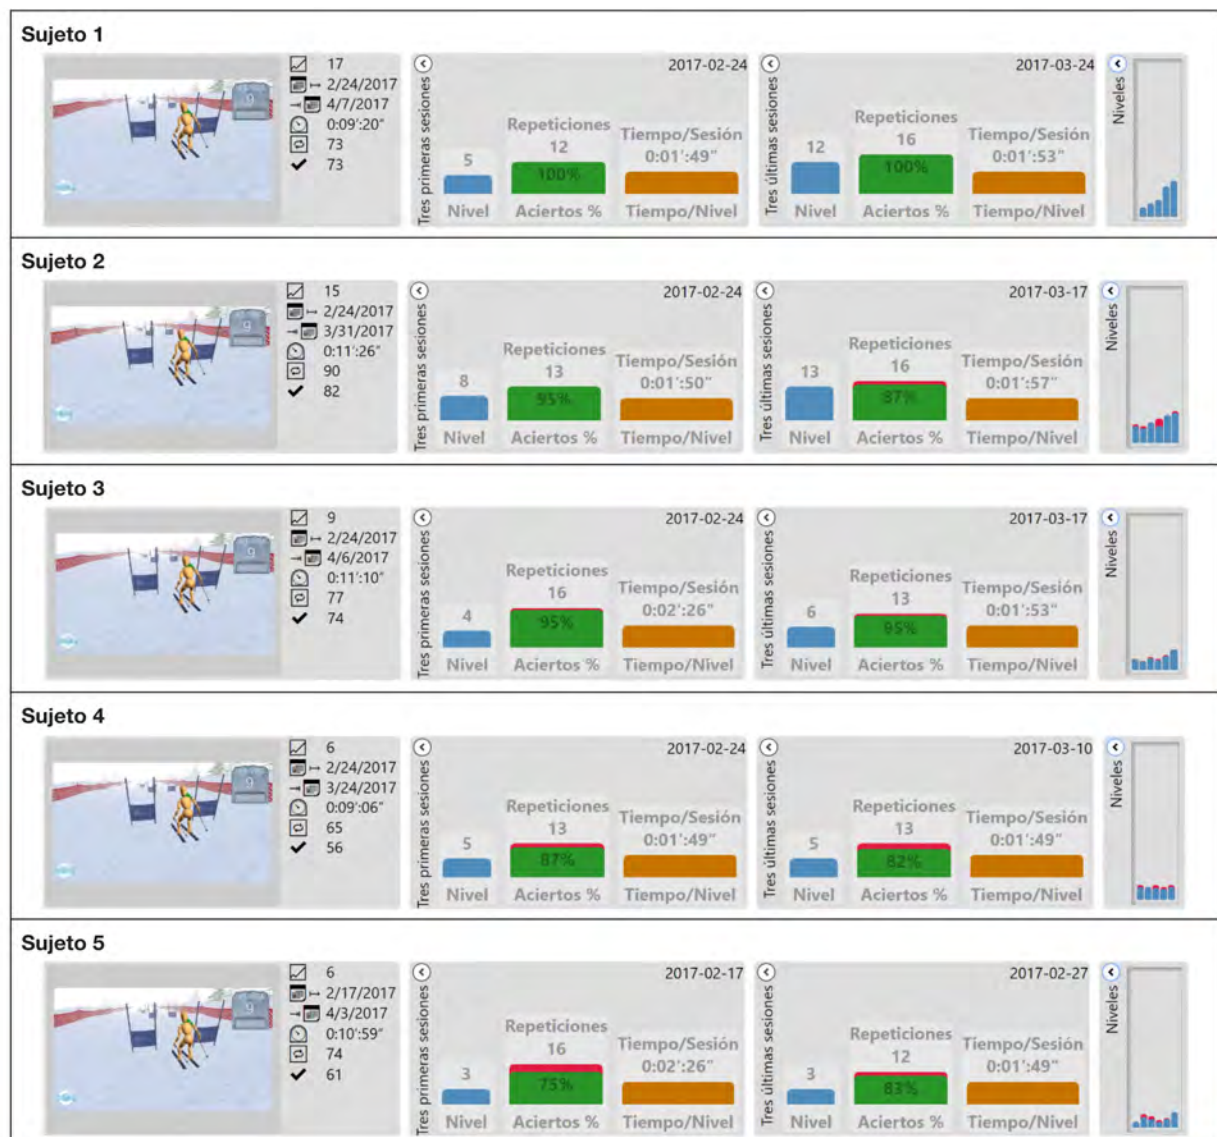 Sujeto 1
17
2/24/2017
4/7/2017
0:09':20"
73
73
Tres primeras sesiones
2017-02-24
5
Nivel
Repeticiones
12
100%
Aciertos %
Tiempo/Sesión
0:01':49"
Tiempo/Nivel
Tres últimas sesiones
2017-03-24
12
Nivel
Repeticiones
16
100%
Aciertos %
Tiempo/Sesión
0:01':53"
Tiempo/Nivel
Niveles
Sujeto 2
15
2/24/2017
3/31/2017
0:11':26"
90
82
Tres primeras sesiones
2017-02-24
8
Nivel
Repeticiones
13
95%
Aciertos %
Tiempo/Sesión
0:01':50"
Tiempo/Nivel
Tres últimas sesiones
2017-03-17
13
Nivel
Repeticiones
16
87%
Aciertos %
Tiempo/Sesión
0:01':57"
Tiempo/Nivel
Niveles
Sujeto 3
9
2/24/2017
4/6/2017
0:11':10"
77
74
Tres primeras sesiones
2017-02-24
4
Nivel
Repeticiones
16
95%
Aciertos %
Tiempo/Sesión
0:02':26"
Tiempo/Nivel
Tres últimas sesiones
2017-03-17
6
Nivel
Repeticiones
13
95%
Aciertos %
Tiempo/Sesión
0:01':53"
Tiempo/Nivel
Niveles
Sujeto 4
6
2/24/2017
3/24/2017
0:09':06"
65
56
Tres primeras sesiones
2017-02-24
5
Nivel
Repeticiones
13
87%
Aciertos %
Tiempo/Sesión
0:01':49"
Tiempo/Nivel
Tres últimas sesiones
2017-03-10
5
Nivel
Repeticiones
13
82%
Aciertos %
Tiempo/Sesión
0:01':49"
Tiempo/Nivel
Niveles
Sujeto 5
6
2/17/2017
4/3/2017
0:10':59"
74
61
Tres primeras sesiones
2017-02-17
3
Nivel
Repeticiones
16
75%
Aciertos %
Tiempo/Sesión
0:02':26"
Tiempo/Nivel
Tres últimas sesiones
2017-02-27
3
Nivel
Repeticiones
12
83%
Aciertos %
Tiempo/Sesión
0:01':49"
Tiempo/Nivel
Niveles